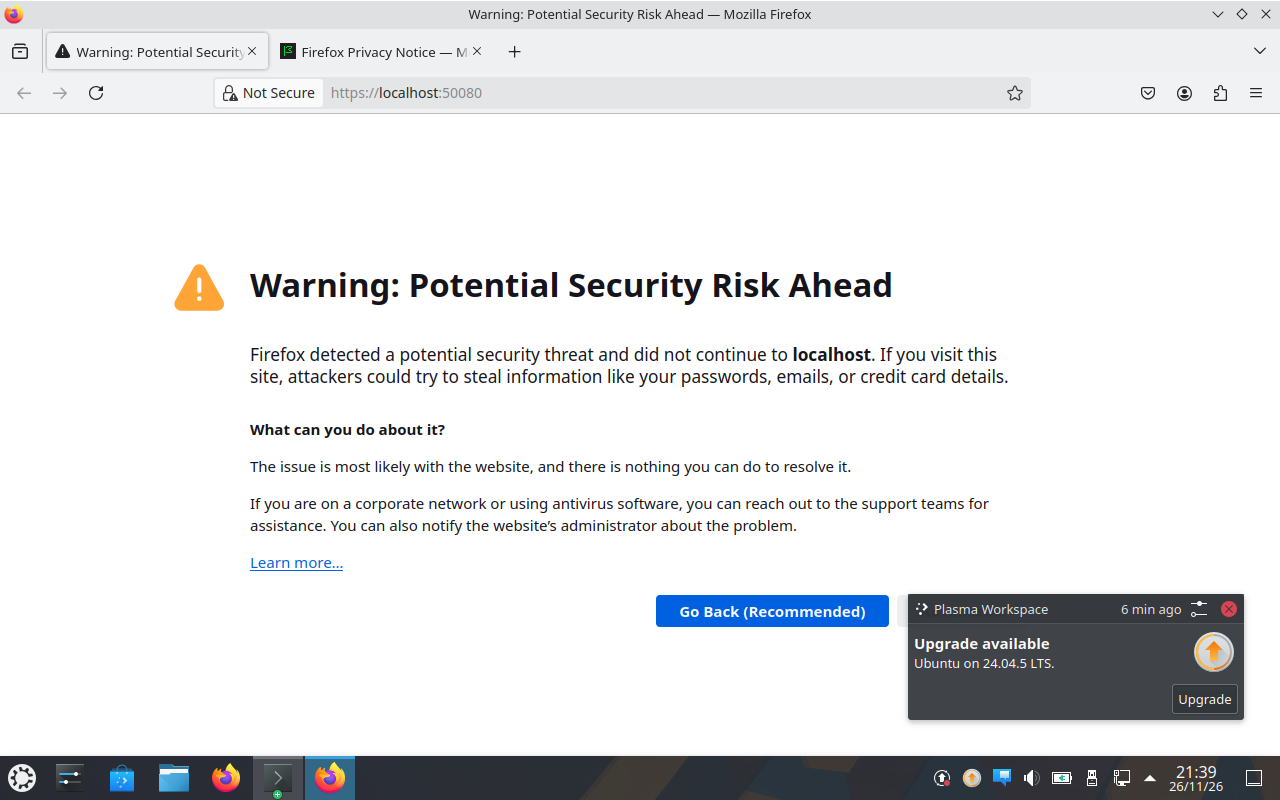 Warning: Potential Security Risk Ahead — Mozilla Firefox
Warning: Potential Security
Firefox Privacy Notice — M
Not Secure
https://localhost:50080
Warning: Potential Security Risk Ahead
Firefox detected a potential security threat and did not continue to localhost. If you visit this
site, attackers could try to steal information like your passwords, emails, or credit card details.
What can you do about it?
The issue is most likely with the website, and there is nothing you can do to resolve it.
If you are on a corporate network or using antivirus software, you can reach out to the support teams for
assistance. You can also notify the website’s administrator about the problem.
Learn more…
Go Back (Recommended)
Plasma Workspace
6 min ago
Upgrade available
Ubuntu on 24.04.5 LTS.
Upgrade
21:39
26/11/26